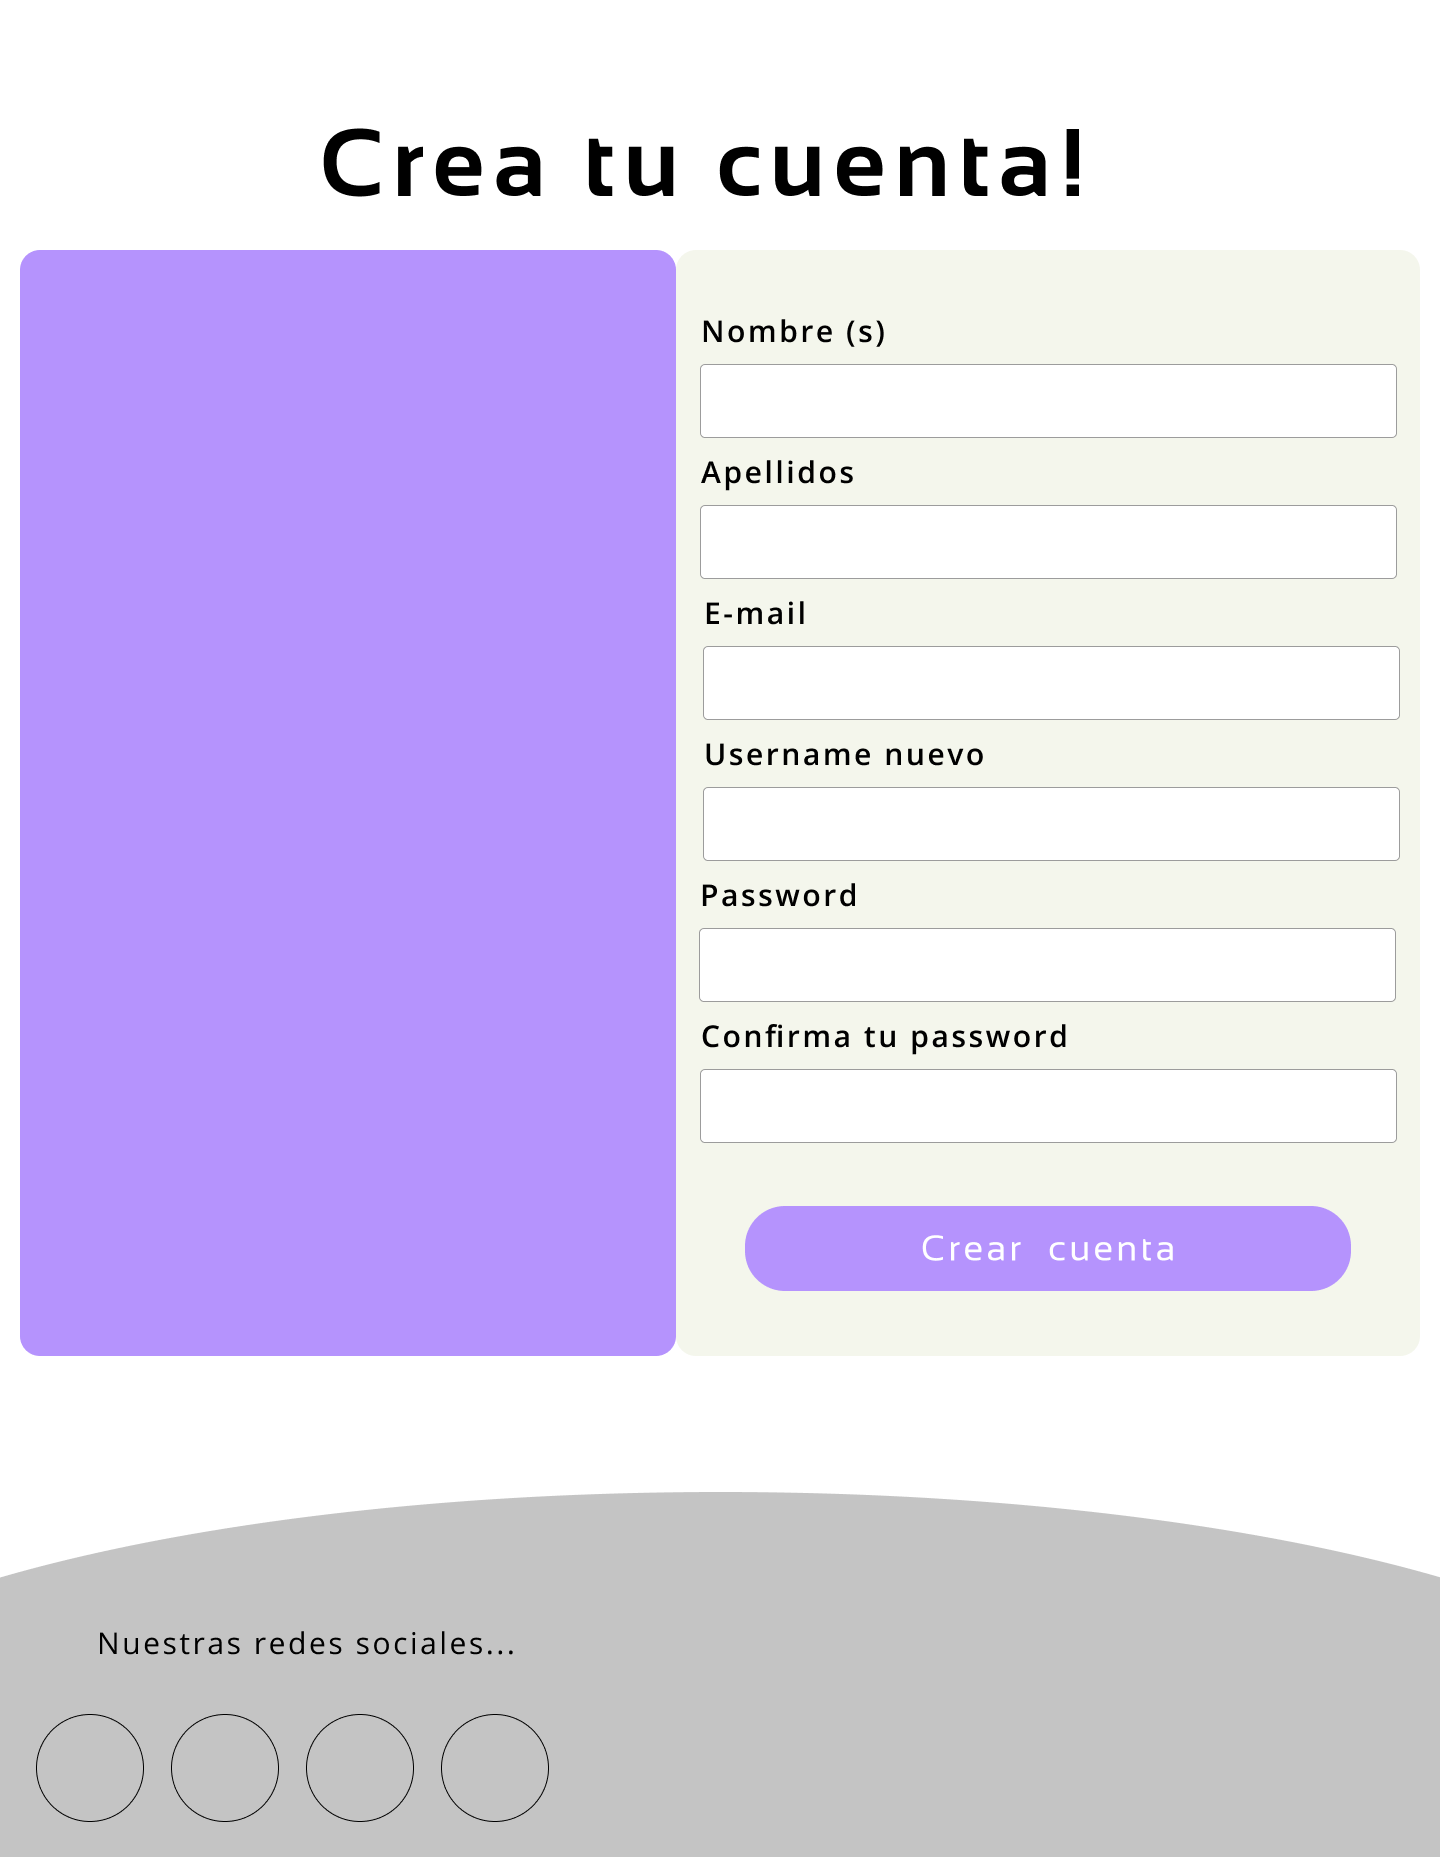 Crea tu cuenta!
Nombre (s)
Apellidos
E-mail
Username nuevo
Password
Confirma tu password
Crear cuenta
Nuestras redes sociales...